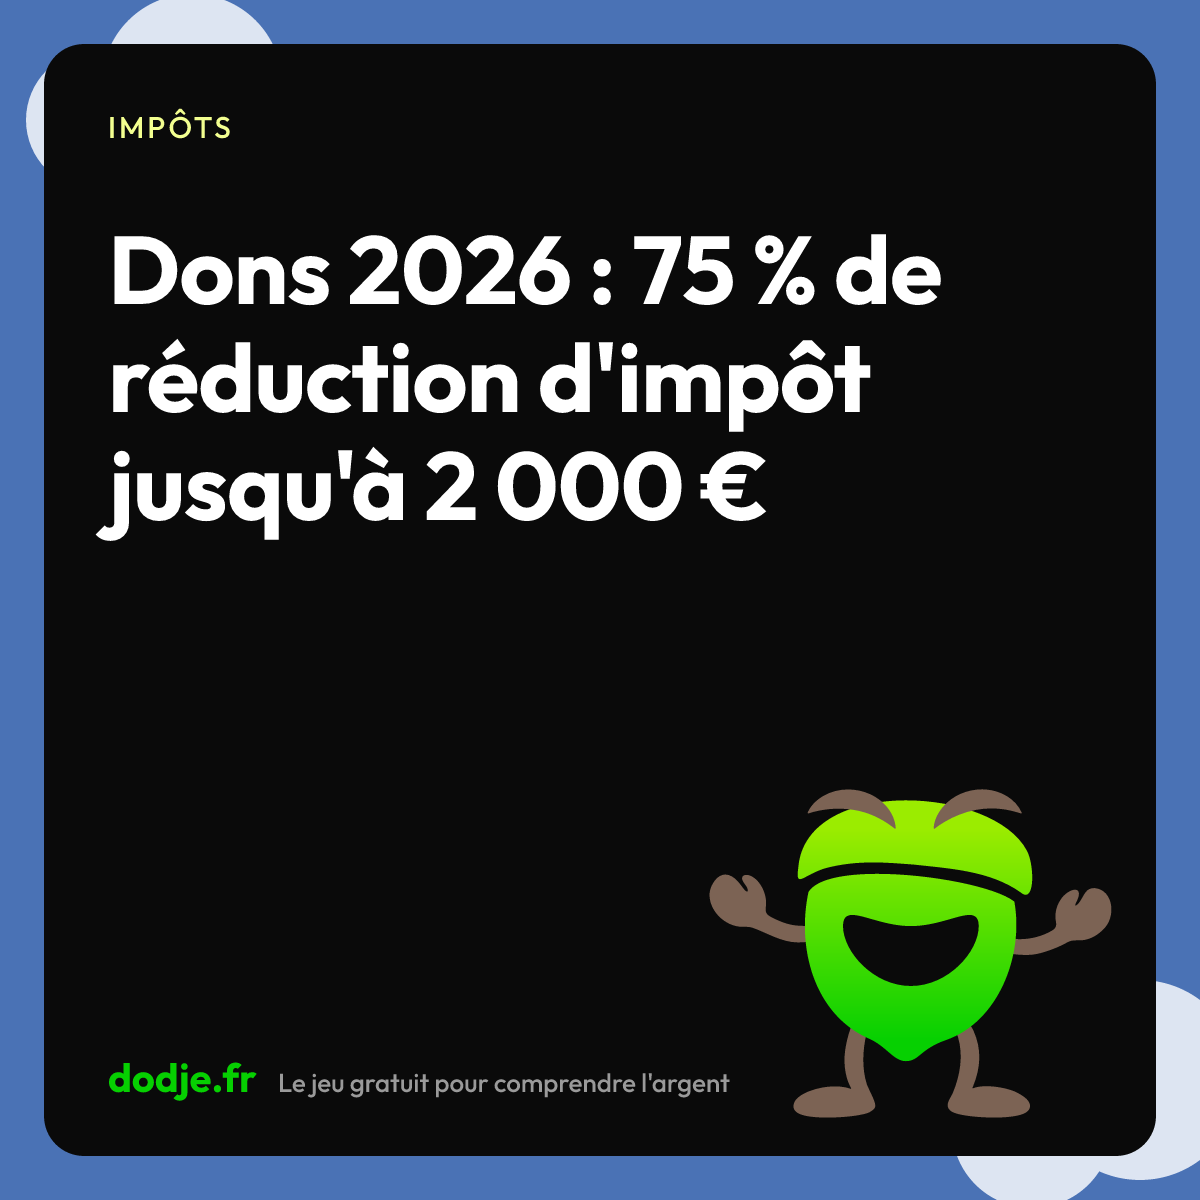 IMPÔTS
Dons 2026 : 75 % de
réduction d'impôt
jusqu'à 2 000 €
dodje.fr Le jeu gratuit pour comprendre l'argent